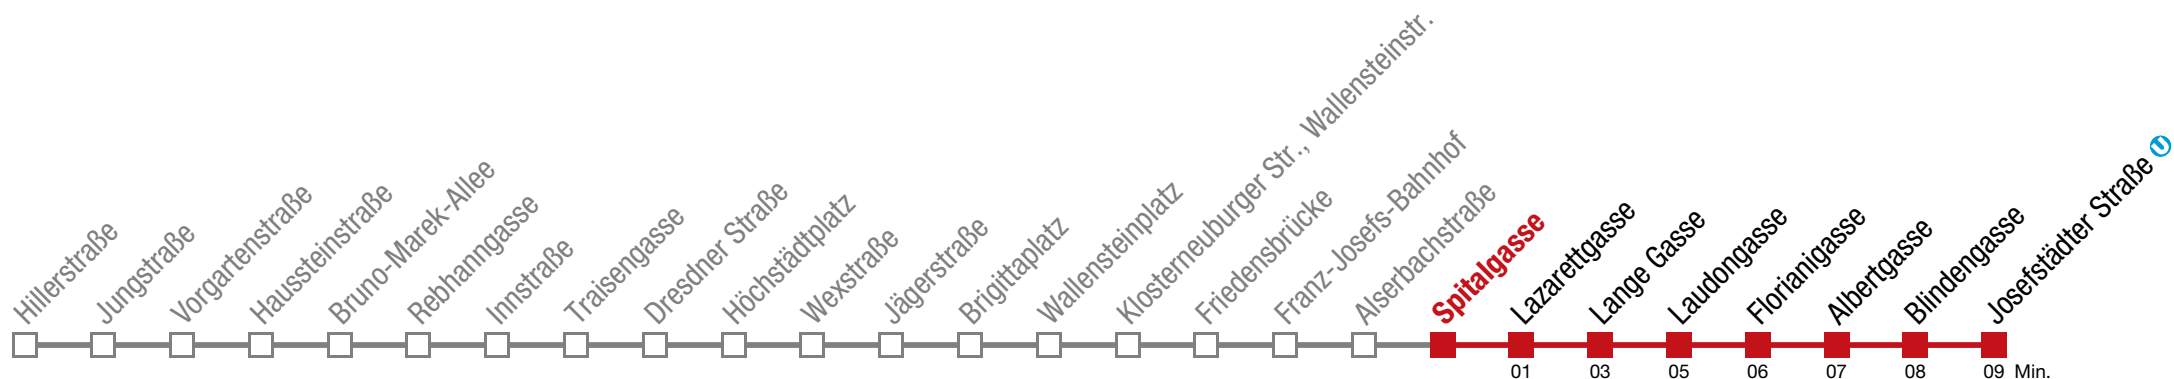 Hillerstraße
Jungstraße
Vorgartenstraße
Haussteinstraße
Bruno-Marek-Allee
Rebhanngasse
Innstraße
Traisengasse
Dresdner Straße
Höchstädtplatz
Wexstraße
Jägerstraße
Brigittaplatz
Wallensteinplatz
Klosterneuburger Str., Wallensteinstr.
Friedensbrücke
Franz-Josefs-Bahnhof
Alserbachstraße
Spitalgasse
Lazarettgasse
Lange Gasse
Laudongasse
Florianigasse
Albertgasse
Blindengasse
Josefstädter Straße U
01 03 05 06 07 08 09 Min.